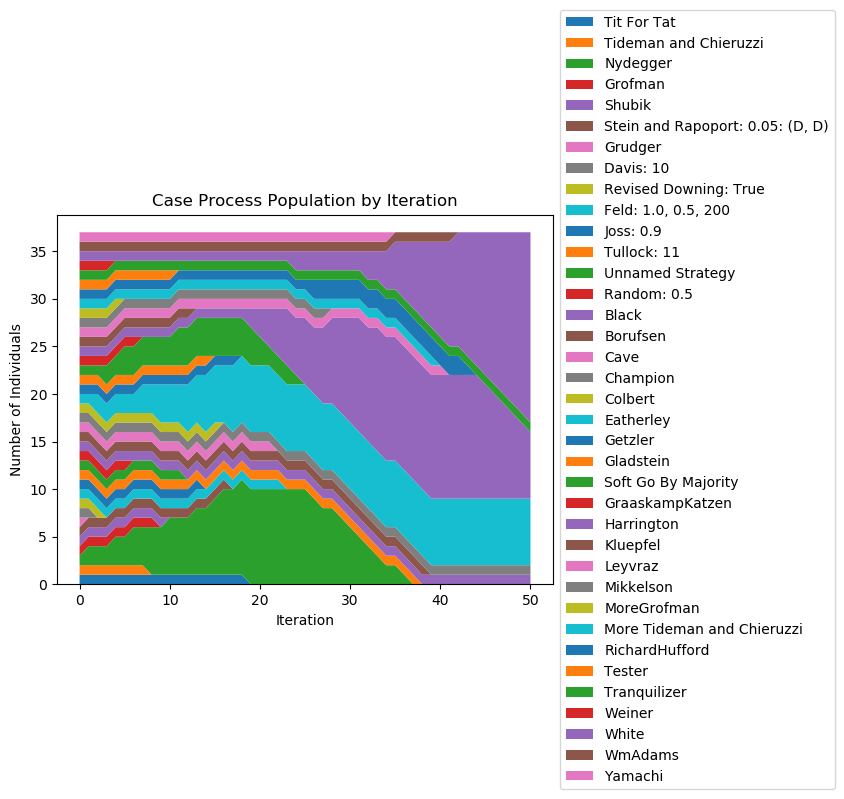 Case Process Population by Iteration
Number of Individuals
35
30
25
20
15
10
5
0
0 10 20 30 40 50
Iteration
Tit For Tat
Tideman and Chieruzzi
Nydegger
Grofman
Shubik
Stein and Rapoport: 0.05: (D, D)
Grudger
Davis: 10
Revised Downing: True
Feld: 1.0, 0.5, 200
Joss: 0.9
Tullock: 11
Unnamed Strategy
Random: 0.5
Black
Borufsen
Cave
Champion
Colbert
Eatherley
Getzler
Gladstein
Soft Go By Majority
GraaskampKatzen
Harrington
Kluepfel
Leyvraz
Mikkelson
MoreGrofman
More Tideman and Chieruzzi
RichardHufford
Tester
Tranquilizer
Weiner
White
WmAdams
Yamachi